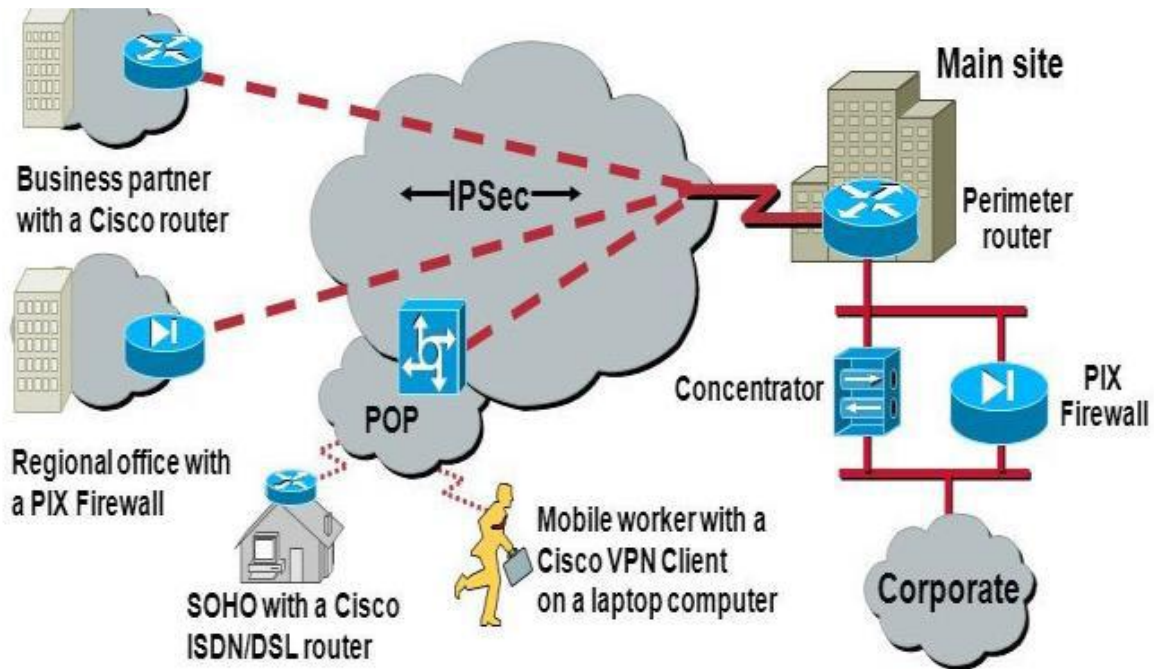 Main site
Business partner
with a Cisco router
IPSec
Perimeter
router
Concentrator
PIX
Firewall
POP
Regional office with
a PIX Firewall
Mobile worker with a
Cisco VPN Client
on a laptop computer
SOHO with a Cisco
ISDN/DSL router
Corporate